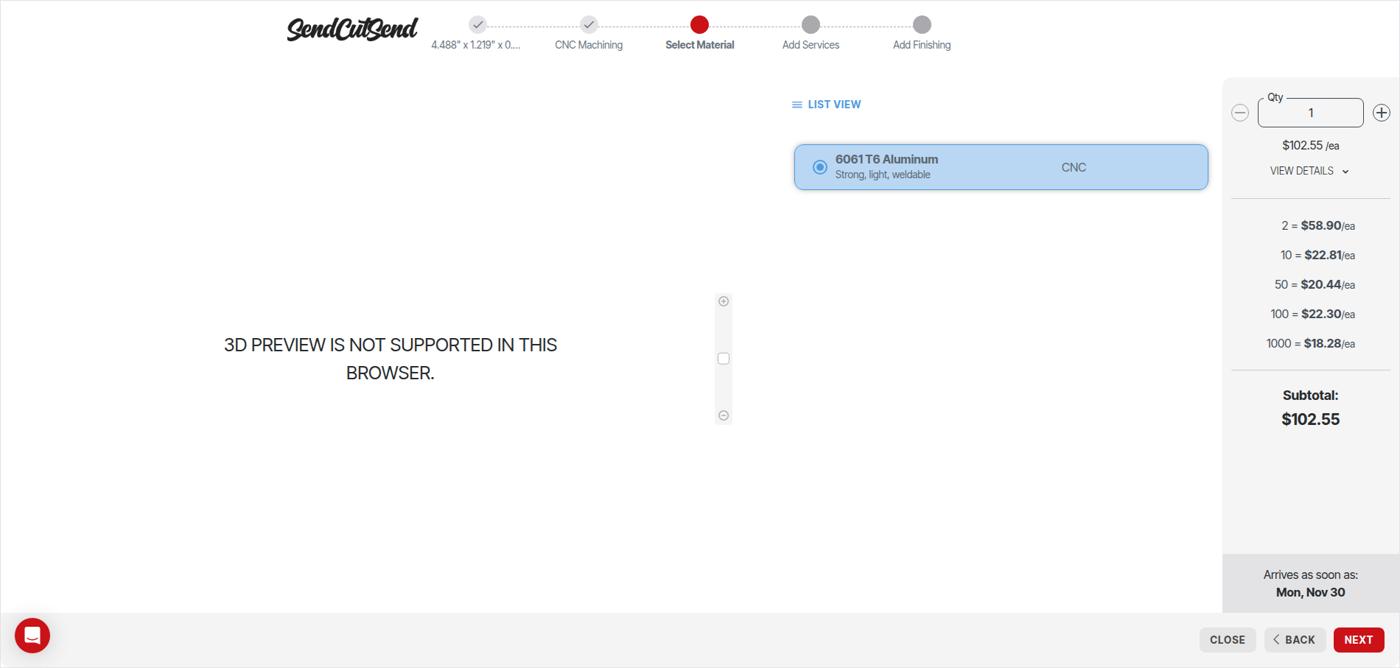 SendCutSend
4.488" x 1.219" x 0....
CNC Machining
Select Material
Add Services
Add Finishing
LIST VIEW
6061 T6 Aluminum
Strong, light, weldable
CNC
3D PREVIEW IS NOT SUPPORTED IN THIS
BROWSER.
Qty
1
$102.55 /ea
VIEW DETAILS
2 = $58.90/ea
10 = $22.81/ea
50 = $20.44/ea
100 = $22.30/ea
1000 = $18.28/ea
Subtotal:
$102.55
Arrives as soon as:
Mon, Nov 30
CLOSE
BACK
NEXT